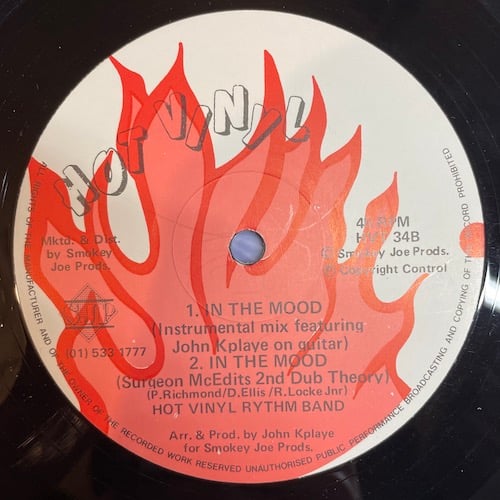 HOT VINYL
Mktd. & Dist.
by Smokey
Joe Prods.
(01) 533 1777
RPM
34B
Ⓟ Smokey Joe Prods.
© Copyright Control
1. IN THE MOOD
(Instrumental mix featuring
John Kplaye on guitar)
2. IN THE MOOD
(Surgeon McEdits 2nd Dub Theory)
(P.Richmond/D.Ellis/R.LockeJnr)
HOT VINYL RYTHM BAND
Arr. & Prod. by John Kplaye
for Smokey Joe Prods.
ALL RIGHTS OF THE MANUFACTURER AND OF THE OWNER OF THE RECORDED WORK RESERVED UNAUTHORISED PUBLIC PERFORMANCE BROADCASTING AND COPYING OF THIS RECORD PROHIBITED